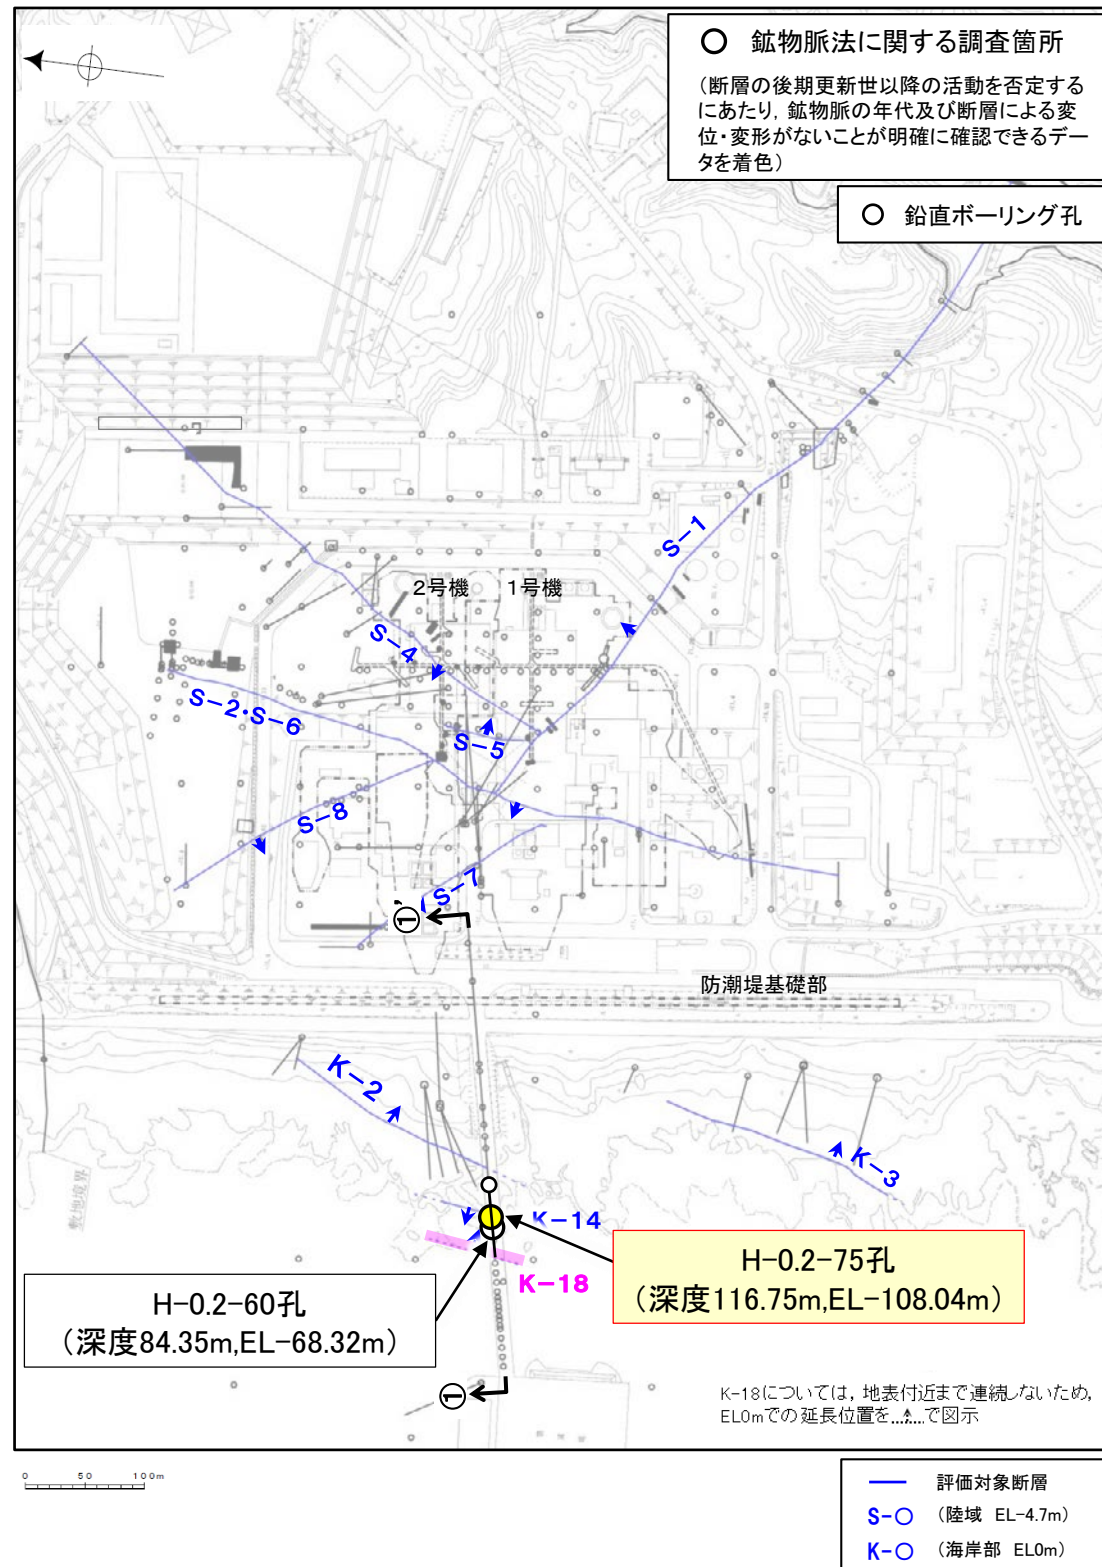 ○ 鉱物脈法に関する調査箇所
（断層の後期更新世以降の活動を否定する
にあたり，鉱物脈の年代及び断層による変
位・変形がないことが明確に確認できるデー
タを着色）
○ 鉛直ボーリング孔
S-1
2号機
1号機
S-4
S-2・S-6
S-5
S-8
S-7
①’
防潮堤基礎部
K-2
K-3
敷地境界
K-14
K-18
H-0.2-75孔
（深度116.75m,EL-108.04m）
H-0.2-60孔
（深度84.35m,EL-68.32m）
①
K-18については，地表付近まで連続しないため，
EL0mでの延長位置を で図示
0 50 100m
評価対象断層
S-○ （陸域 EL-4.7m）
K-○ （海岸部 EL0m）